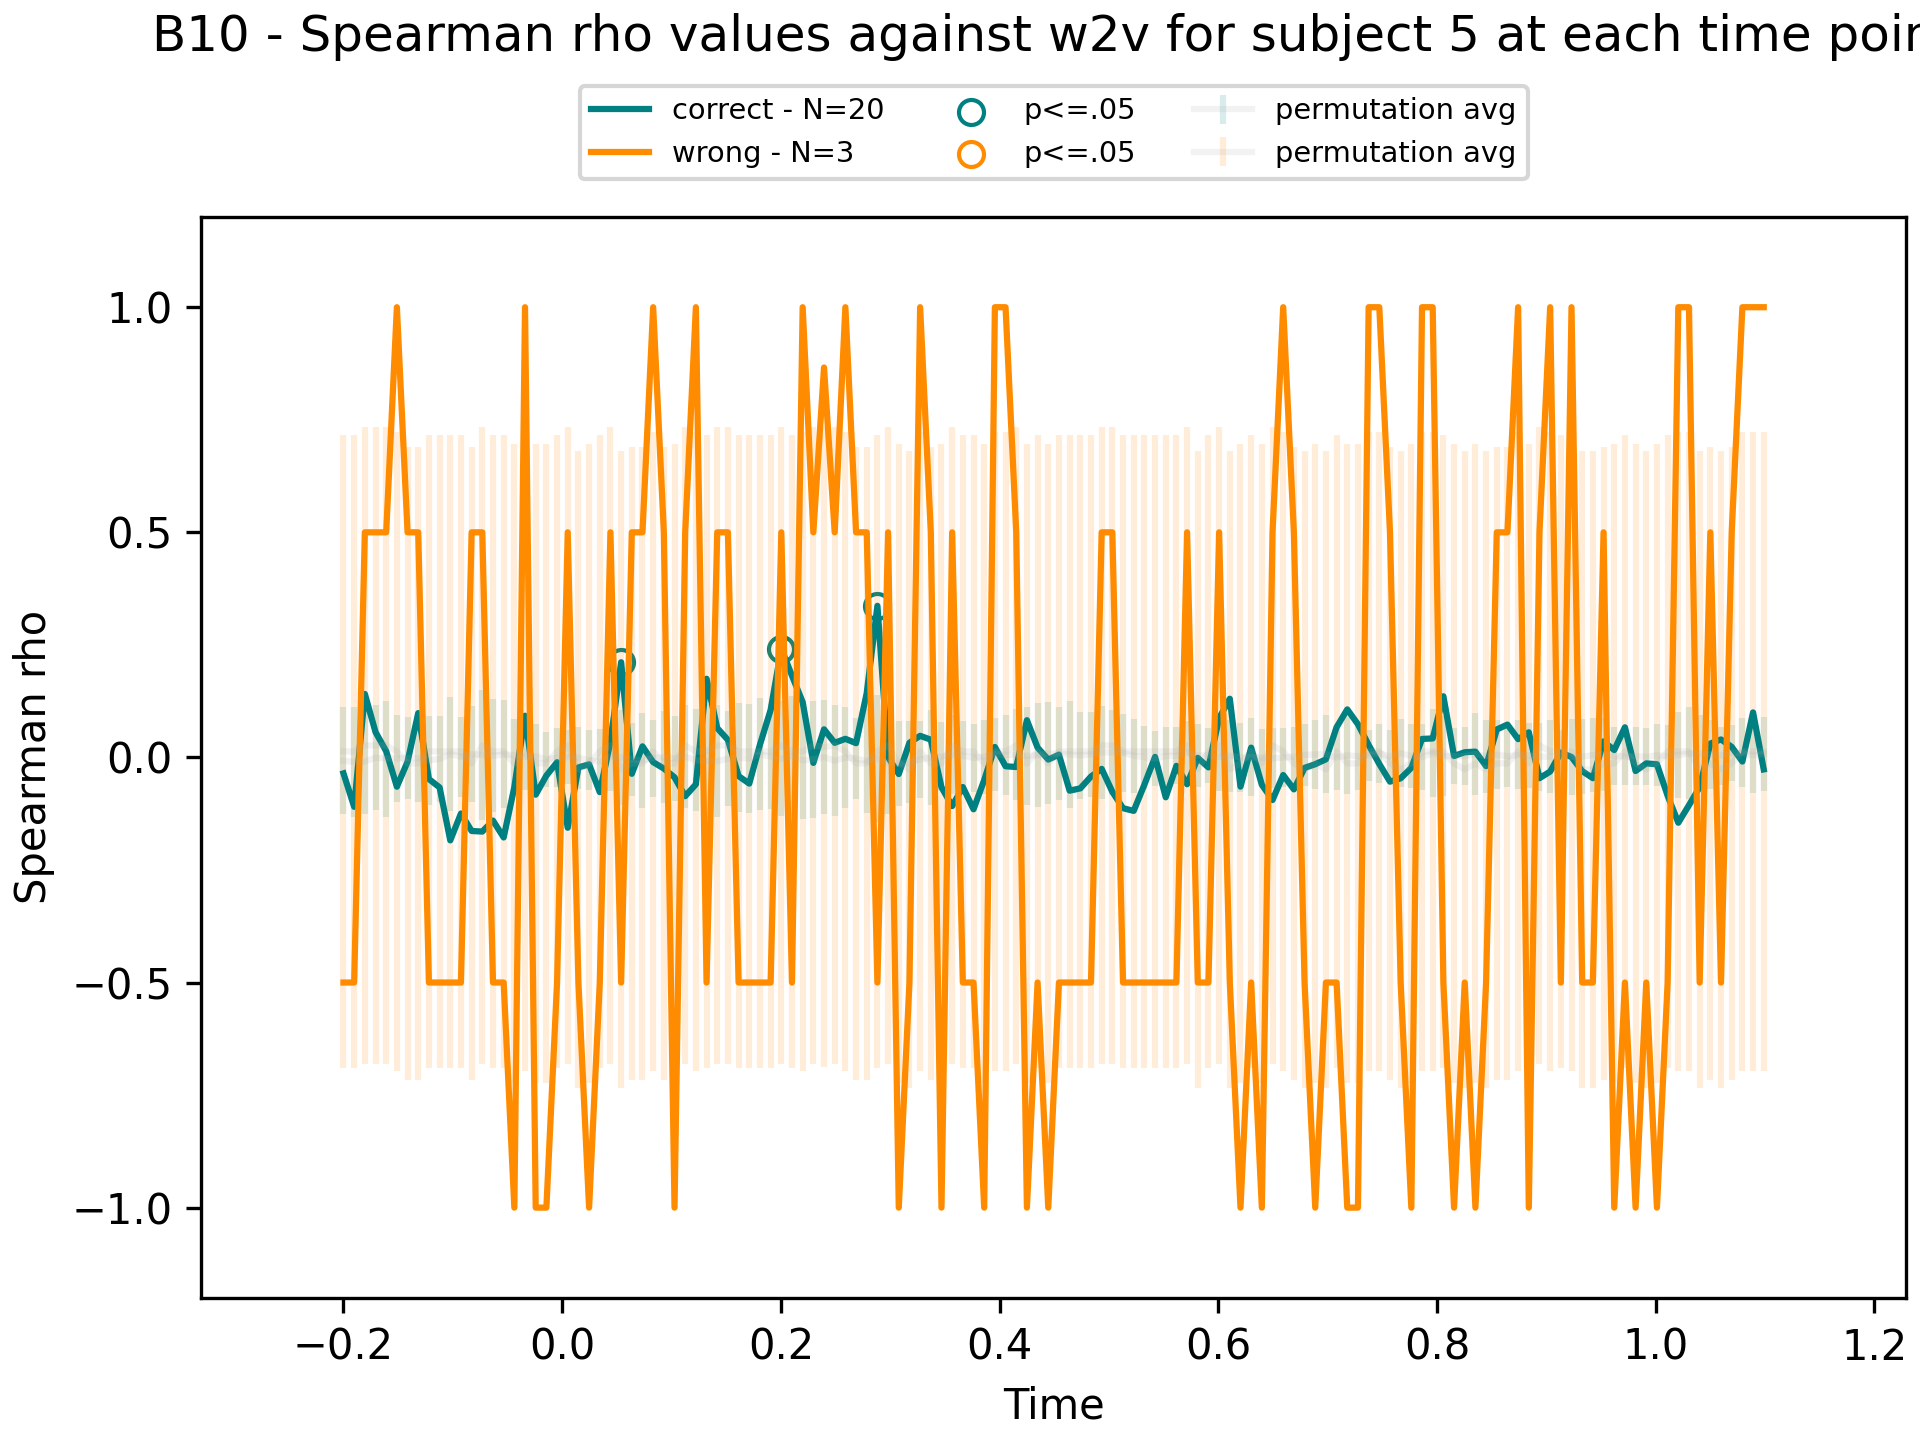 B10 - Spearman rho values against w2v for subject 5 at each time
correct - N=20 p<=.05 permutation avg
wrong - N=3 p<=.05 permutation avg
1.0
0.5
0.0
−0.5
−1.0
Spearman rho
−0.2 0.0 0.2 0.4 0.6 0.8 1.0 1.2
Time